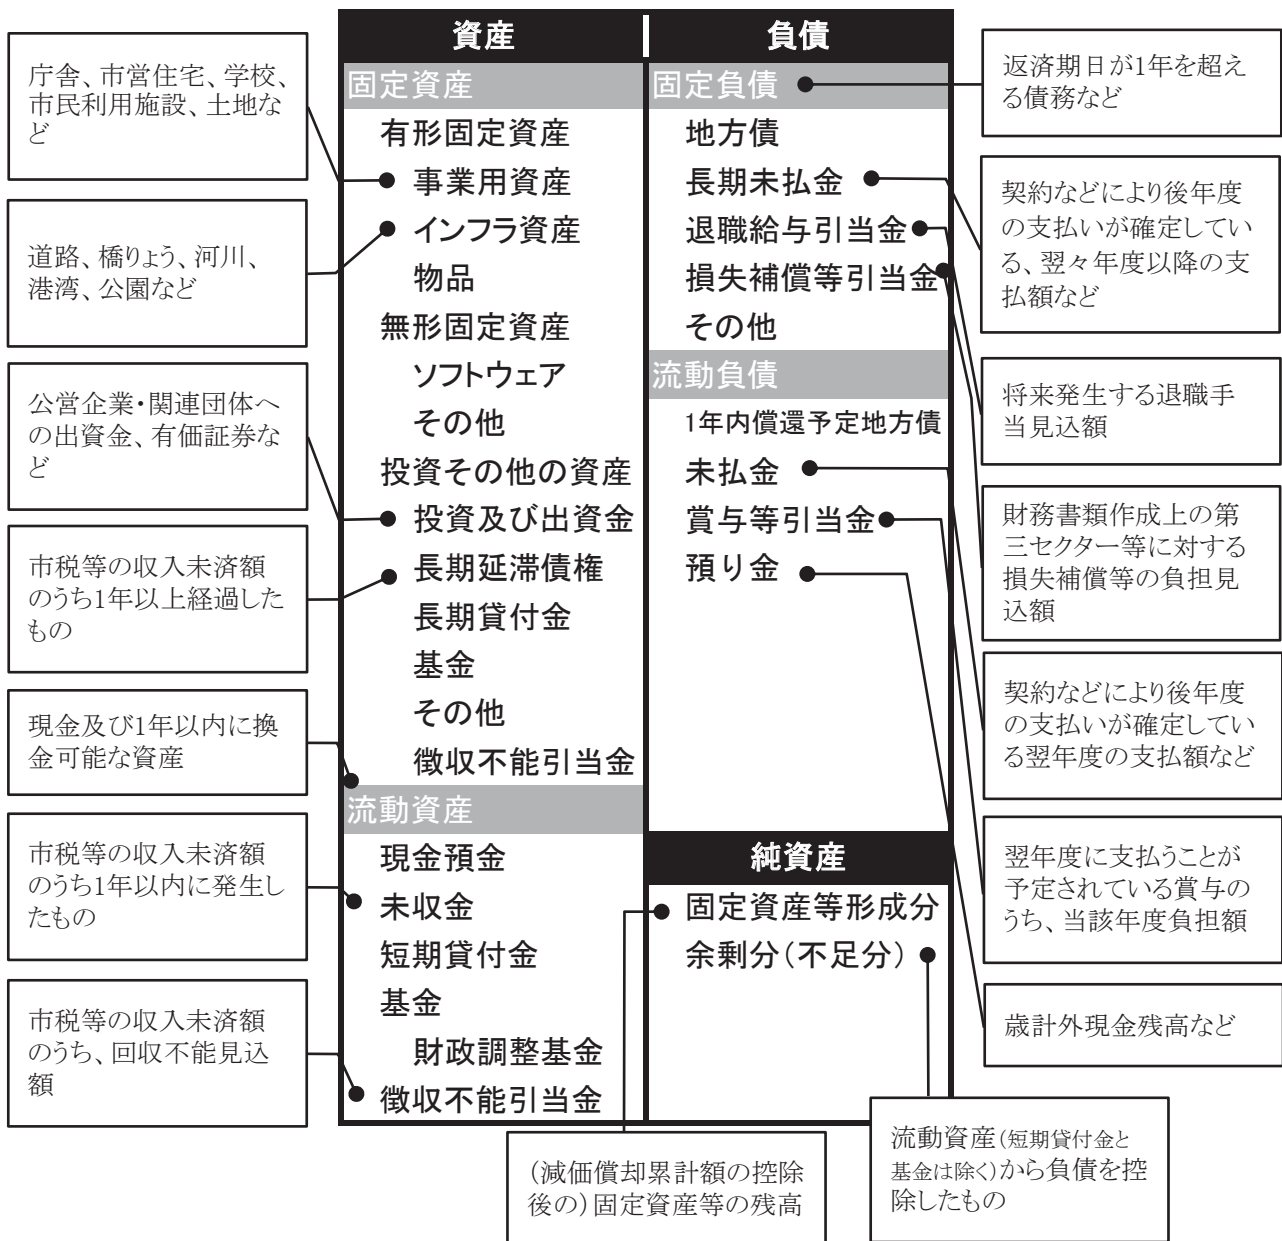 庁舎、市営住宅、学校、
市民利用施設、土地な
ど
道路、橋りょう、河川、
港湾、公園など
公営企業・関連団体へ
の出資金、有価証券な
ど
市税等の収入未済額
のうち1年以上経過した
もの
現金及び1年以内に換
金可能な資産
市税等の収入未済額
のうち1年以内に発生し
たもの
市税等の収入未済額
のうち、回収不能見込
額
資産
固定資産
有形固定資産
事業用資産
インフラ資産
物品
無形固定資産
ソフトウェア
その他
投資その他の資産
投資及び出資金
長期延滞債権
長期貸付金
基金
その他
徴収不能引当金
流動資産
現金預金
未収金
短期貸付金
基金
財政調整基金
徴収不能引当金
負債
固定負債
地方債
長期未払金
退職給与引当金
損失補償等引当金
その他
流動負債
1年内償還予定地方債
未払金
賞与等引当金
預り金
純資産
固定資産等形成分
余剰分(不足分)
返済期日が1年を超え
る債務など
契約などにより後年度
の支払いが確定してい
る、翌々年度以降の支
払額など
将来発生する退職手
当見込額
財務書類作成上の第
三セクター等に対する
損失補償等の負担見
込額
契約などにより後年度
の支払いが確定してい
る翌年度の支払額など
翌年度に支払うことが
予定されている賞与の
うち、当該年度負担額
歳計外現金残高など
(減価償却累計額の控除
後の)固定資産等の残高
流動資産(短期貸付金と
基金は除く)から負債を控
除したもの